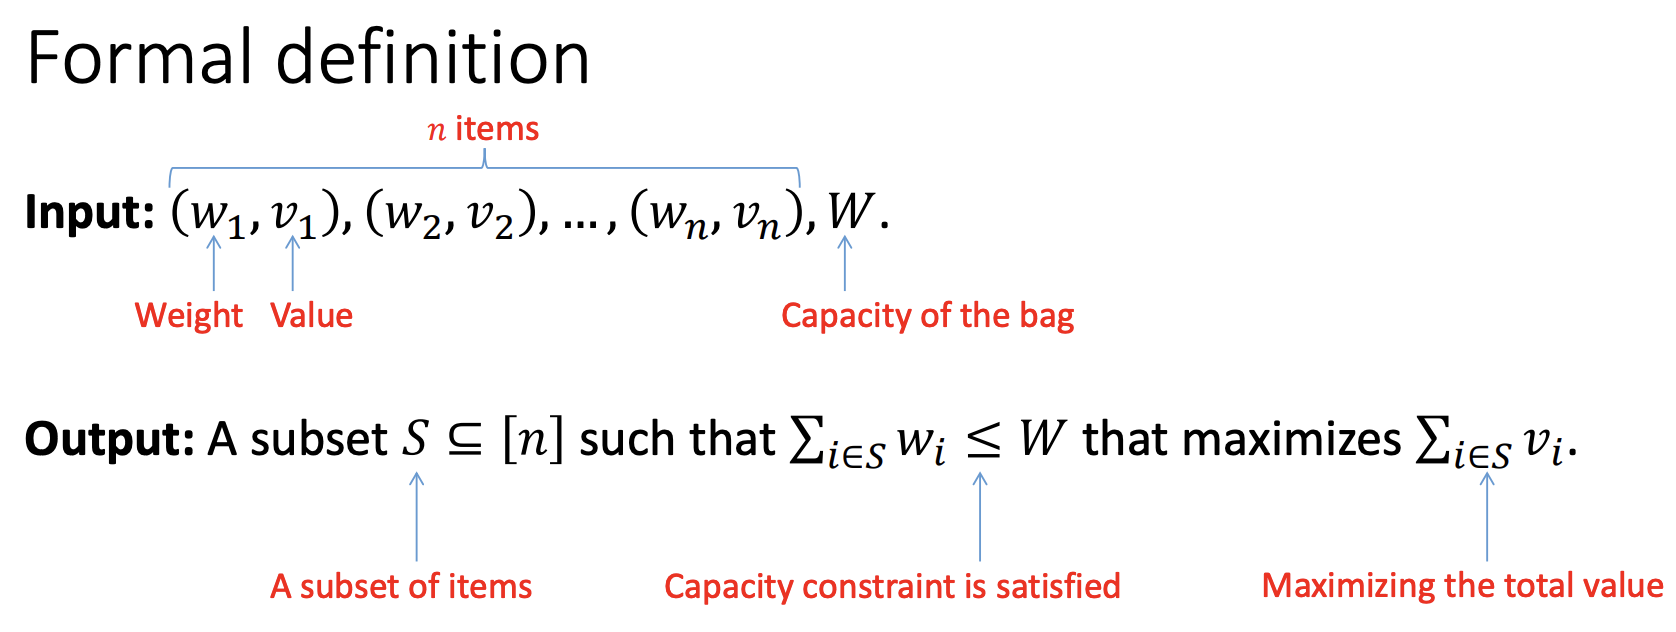 Formal definition
n items
Input: (w₁, v₁), (w₂, v₂), … , (wₙ, vₙ), W.
Weight Value Capacity of the bag
Output: A subset S ⊆ [n] such that ∑_{i∈S} wᵢ ≤ W that maximizes ∑_{i∈S} vᵢ.
A subset of items Capacity constraint is satisfied Maximizing the total value